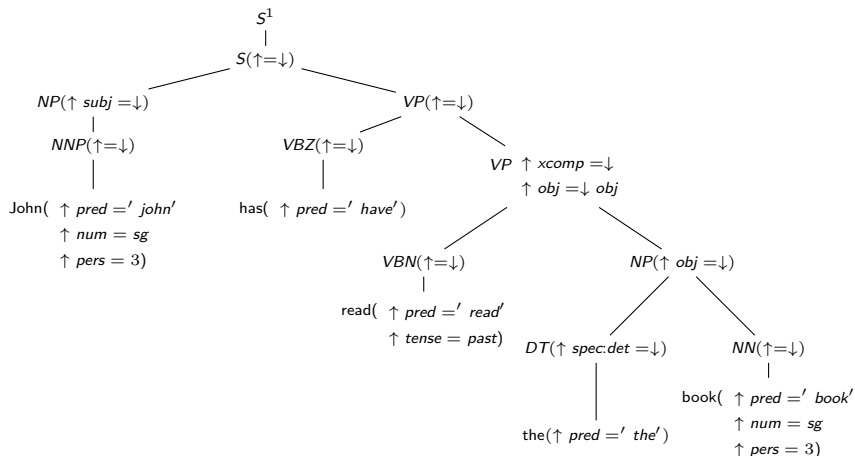 S¹
S(↑=↓)
NP(↑ subj =↓) VP(↑=↓)
NNP(↑=↓) VBZ(↑=↓) VP ↑ xcomp =↓
↑ obj =↓ obj
John( ↑ pred =′ john′ has( ↑ pred =′ have′)
↑ num = sg
↑ pers = 3)
VBN(↑=↓) NP(↑ obj =↓)
read( ↑ pred =′ read′
↑ tense = past)
DT(↑ spec:det =↓) NN(↑=↓)
book( ↑ pred =′ book′
↑ num = sg
↑ pers = 3)
the(↑ pred =′ the′)